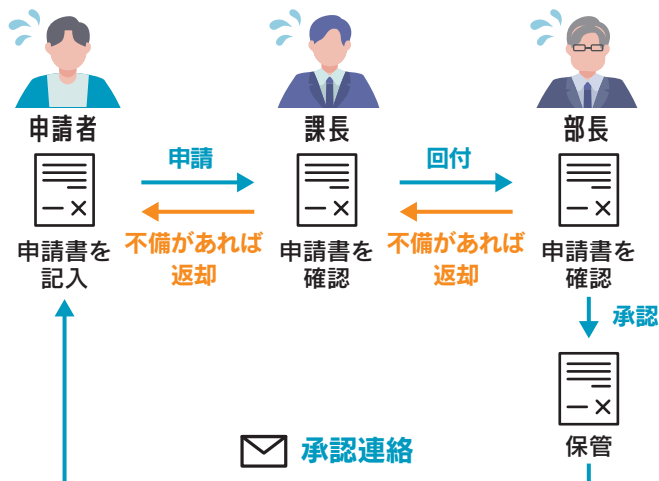 申請者
課長
部長
申請
回付
不備があれば
返却
不備があれば
返却
申請書を
記入
申請書を
確認
申請書を
確認
承認
保管
承認連絡